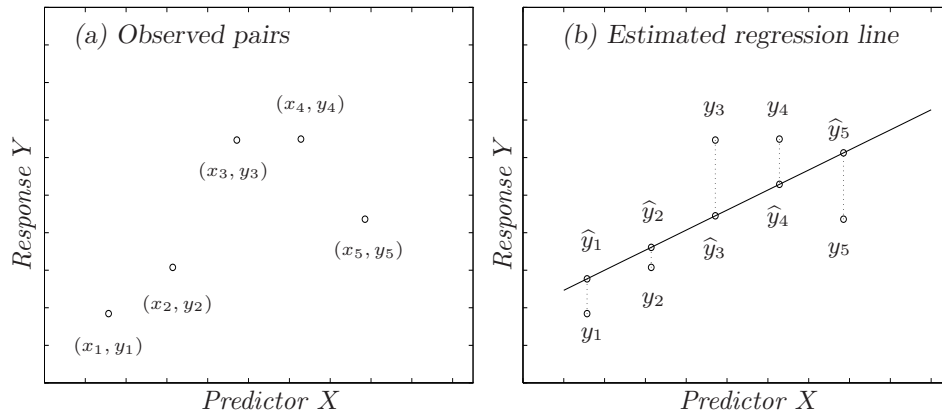 (a) Observed pairs
(x₄, y₄)
(x₃, y₃)
(x₅, y₅)
(x₂, y₂)
(x₁, y₁)
Response Y
Predictor X
(b) Estimated regression line
y₃
y₄
ŷ₅
ŷ₂
ŷ₁
ŷ₃
ŷ₄
y₅
y₂
y₁
Response Y
Predictor X